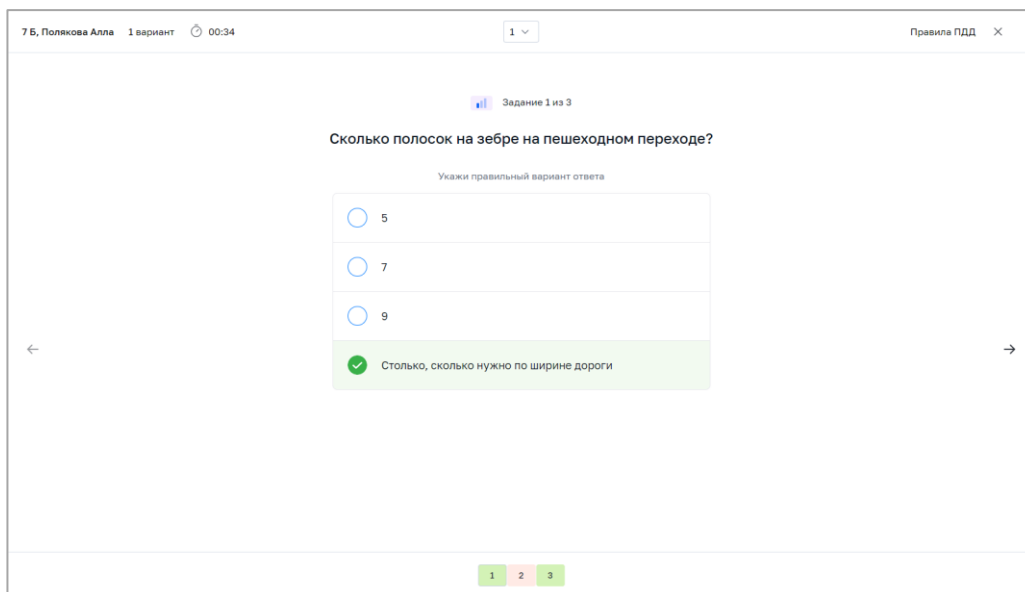 7 Б, Полякова Алла 1 вариант 00:34 1 Правила ПДД
Задание 1 из 3
Сколько полосок на зебре на пешеходном переходе?
Укажи правильный вариант ответа
5
7
9
Столько, сколько нужно по ширине дороги
1 2 3